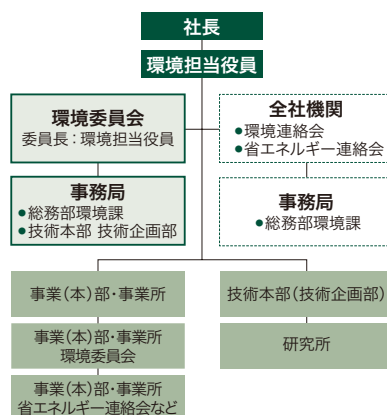 社長
環境担当役員
環境委員会
委員長：環境担当役員
事務局
●総務部環境課
●技術本部 技術企画部
全社機関
●環境連絡会
●省エネルギー連絡会
事務局
●総務部環境課
事業(本)部・事業所
事業(本)部・事業所
環境委員会
事業(本)部・事業所
省エネルギー連絡会など
技術本部(技術企画部)
研究所